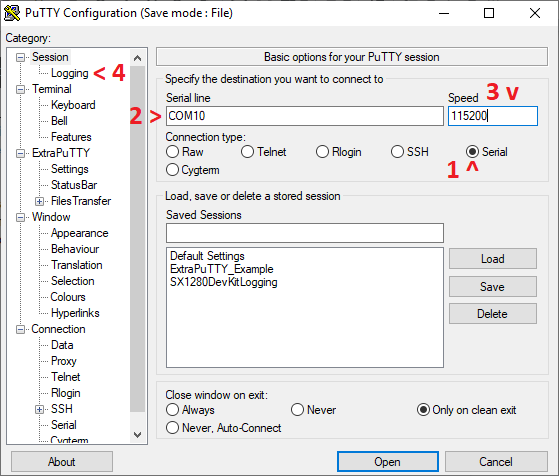 PuTTY Configuration (Save mode : File)
Category:
Session
Logging < 4
Terminal
Keyboard
Bell
Features
ExtraPuTTY
Settings
StatusBar
FilesTransfer
Window
Appearance
Behaviour
Translation
Selection
Colours
Hyperlinks
Connection
Data
Proxy
Telnet
Rlogin
SSH
Serial
Cygterm
Basic options for your PuTTY session
Specify the destination you want to connect to
Serial line
Speed
3 v
2 >
COM10
115200
Connection type:
Raw Telnet Rlogin SSH Serial
Cygterm
1 ^
Load, save or delete a stored session
Saved Sessions
Default Settings
ExtraPuTTY_Example
SX1280DevKitLogging
Load
Save
Delete
Close window on exit:
Always Never Only on clean exit
Never, Auto-Connect
About
Open
Cancel